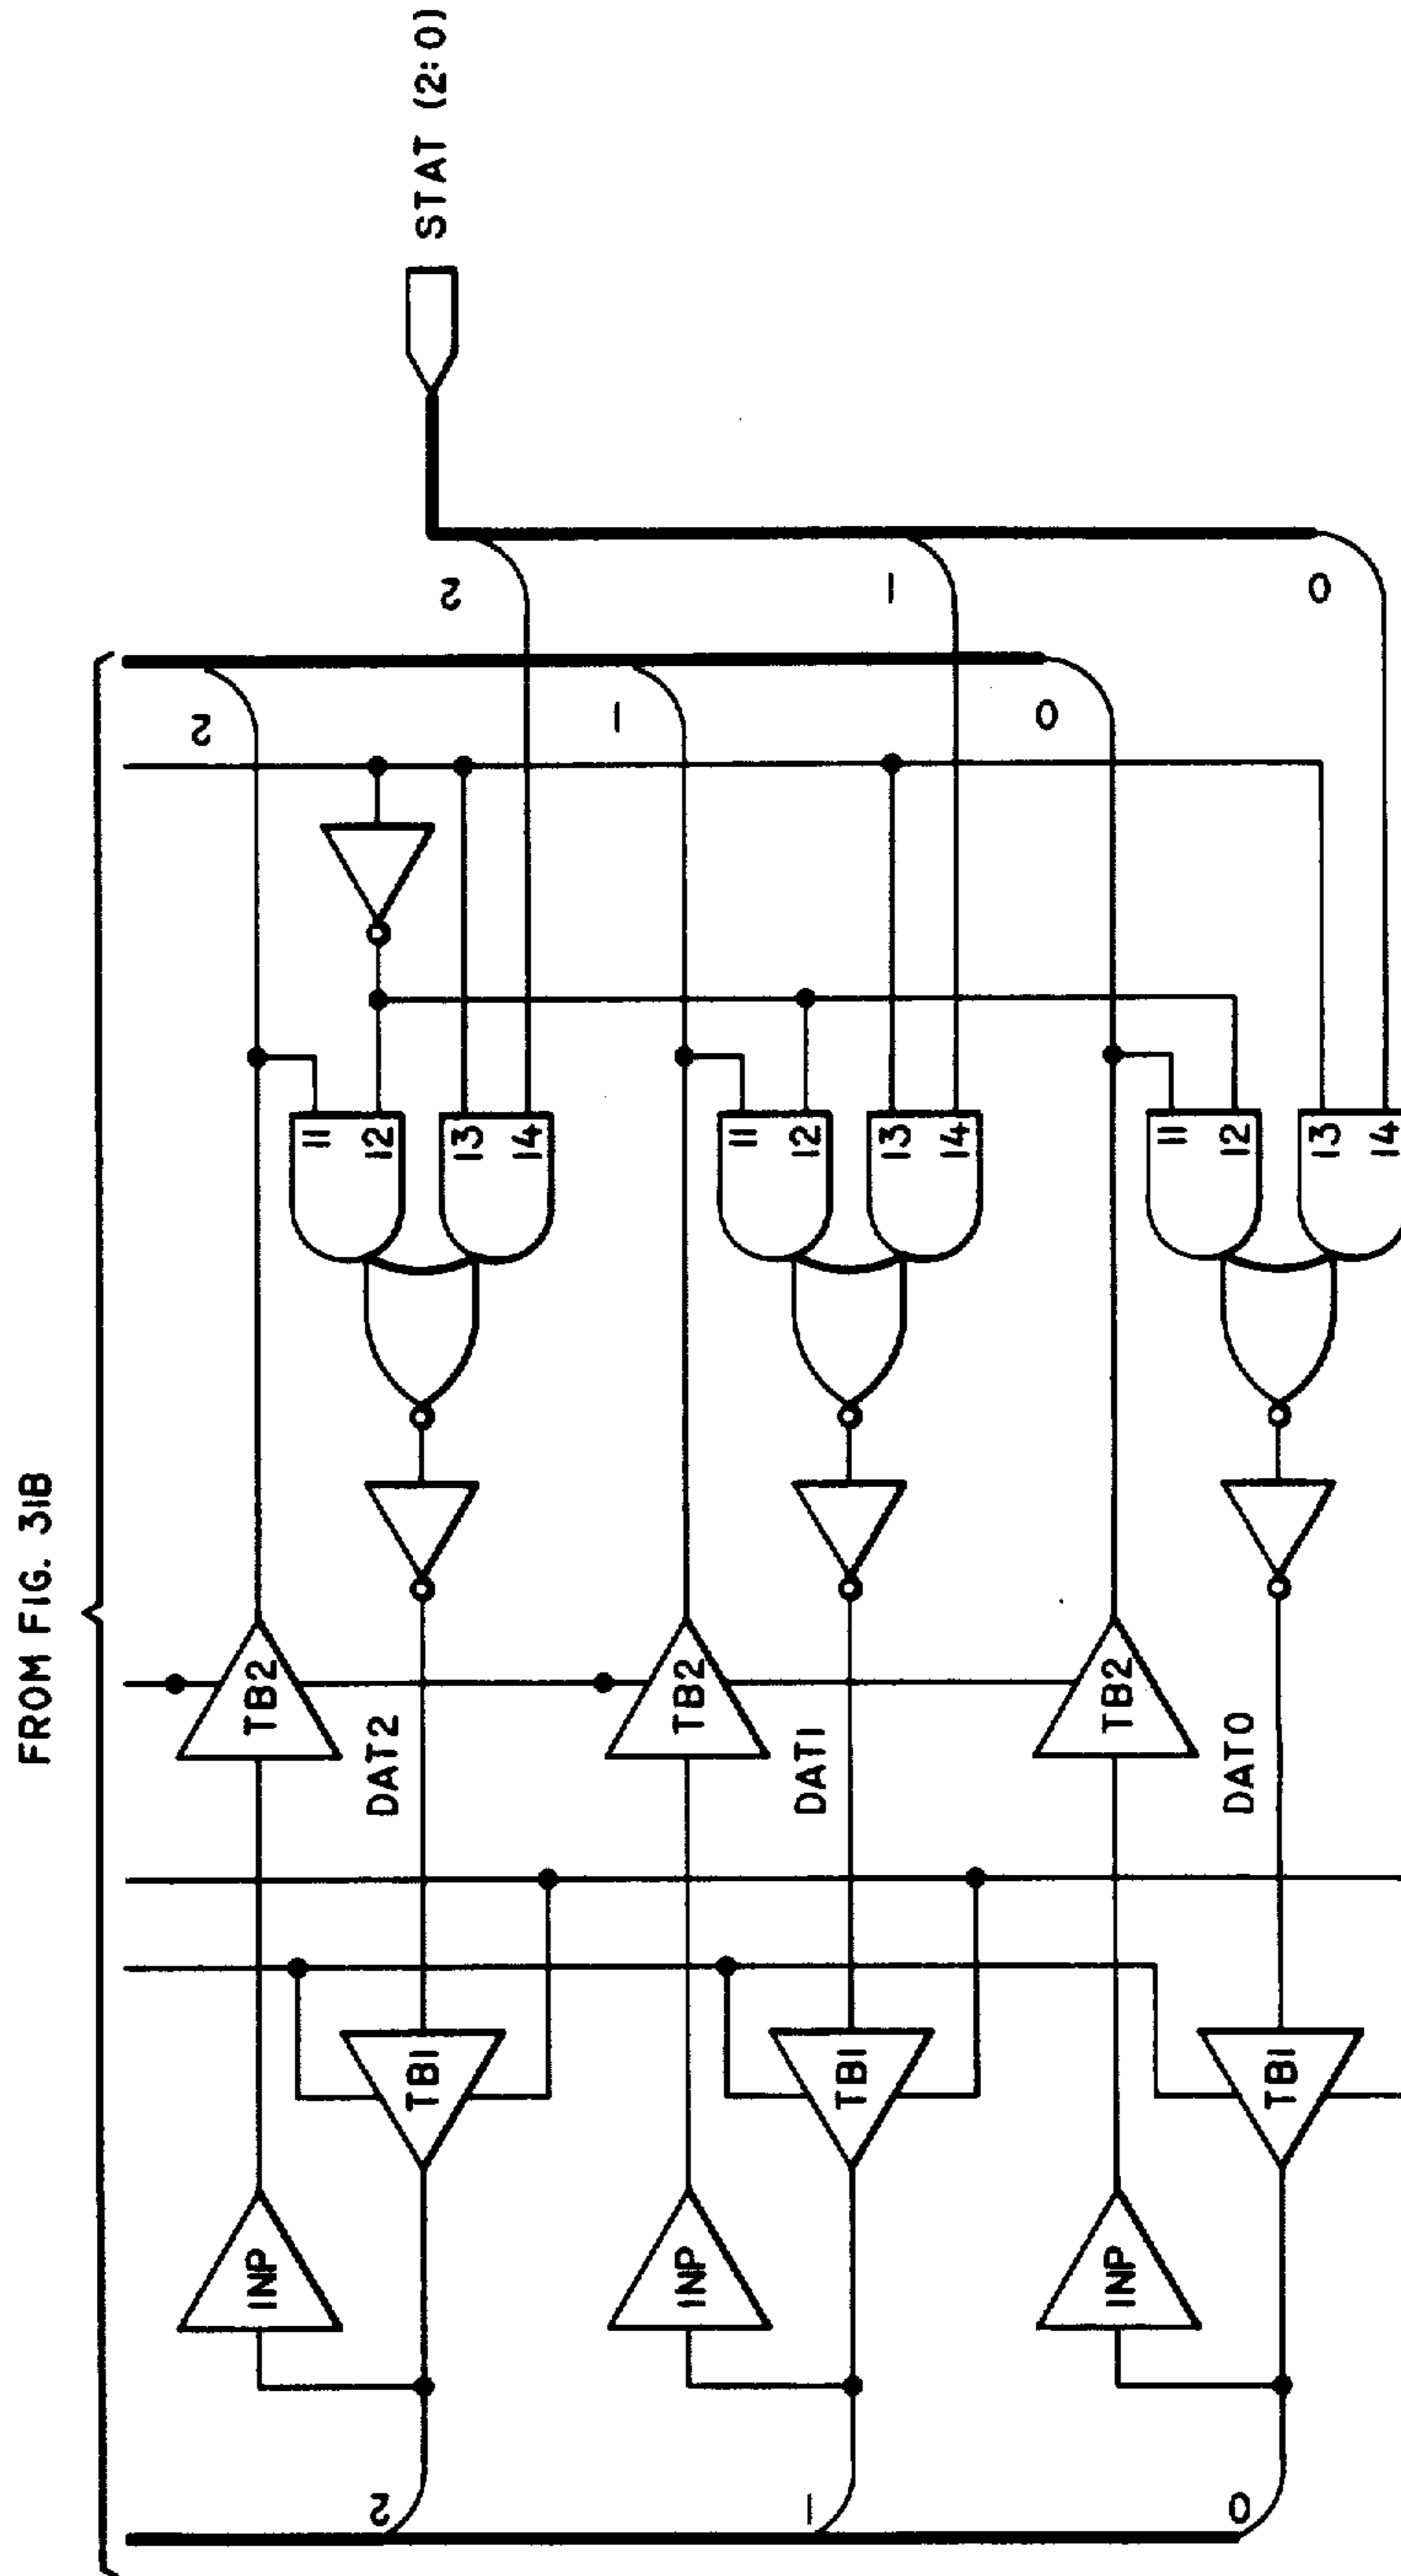 FROM FIG. 31B
2
INP
TB2
11
2
DAT2
12
TB1
STAT (2:0)
13
2
14
1
INP
TB2
11
1
DAT1
12
TB1
13
1
14
0
INP
TB2
11
0
DAT0
12
TB1
13
0
14